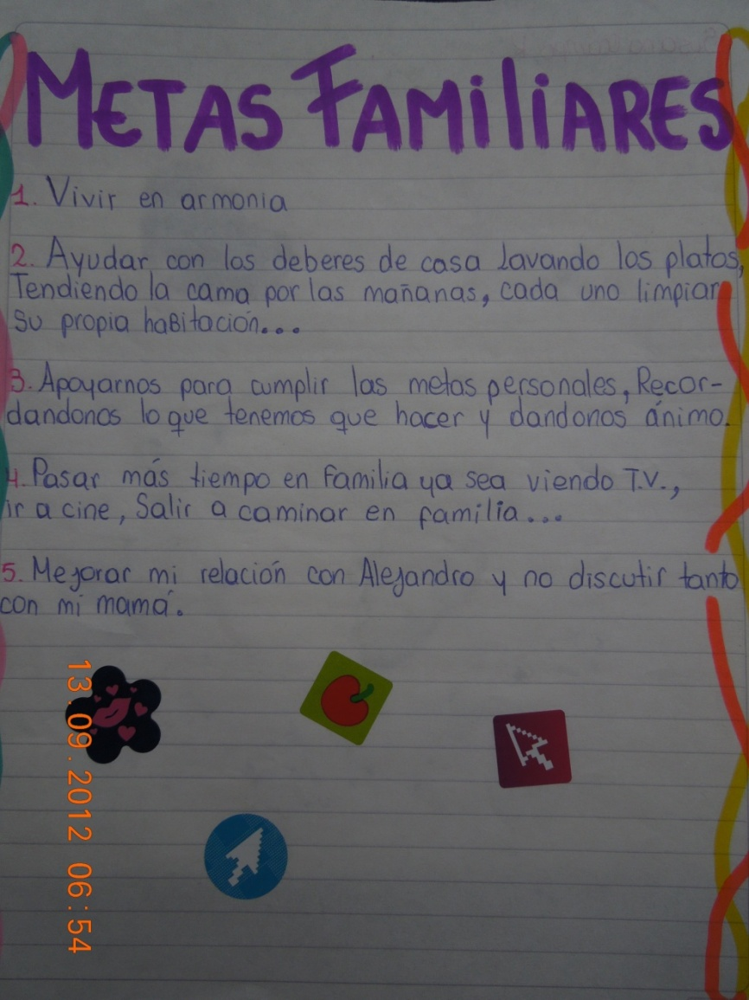 METAS FAMiliARES
1. Vivir en armonia
2. Ayudar con los deberes de casa lavando los platos,
Tendiendo la cama por las mañanas, cada uno limpiar
Su propia haBitación...
3. Apoyarnos para cumplir las metas personales, Recor-
dandonos lo que tenemos que hacer y dandonos ánimo.
4. Pasar más tiempo en familia ya sea viendo T.V.,
ir a cine, Salir a caminar en familia...
5. Mejorar mi relación con Alejandro y no discutir tanto
con mi mamá.
13.09.2012 06:54